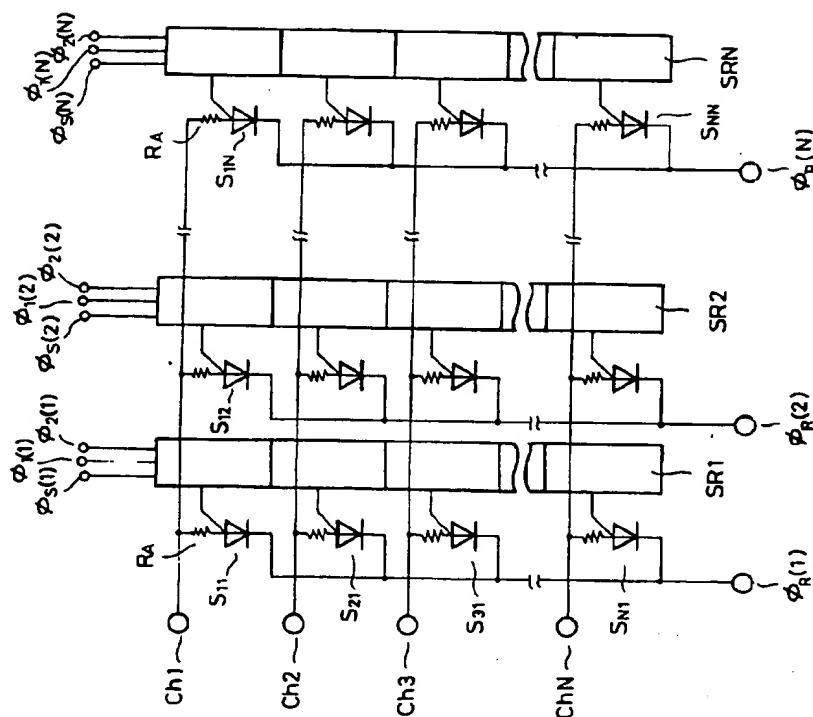 ϕS(1) ϕ1(1) ϕ2(1)
ϕS(2) ϕ1(2) ϕ2(2)
ϕS(N) ϕ1(N) ϕ2(N)
Ch1
RA
S11
S12
RA
S1N
Ch2
S21
Ch3
S31
ChN
SN1
SNN
SR1
SR2
SRN
ϕR(1)
ϕR(2)
ϕR(N)